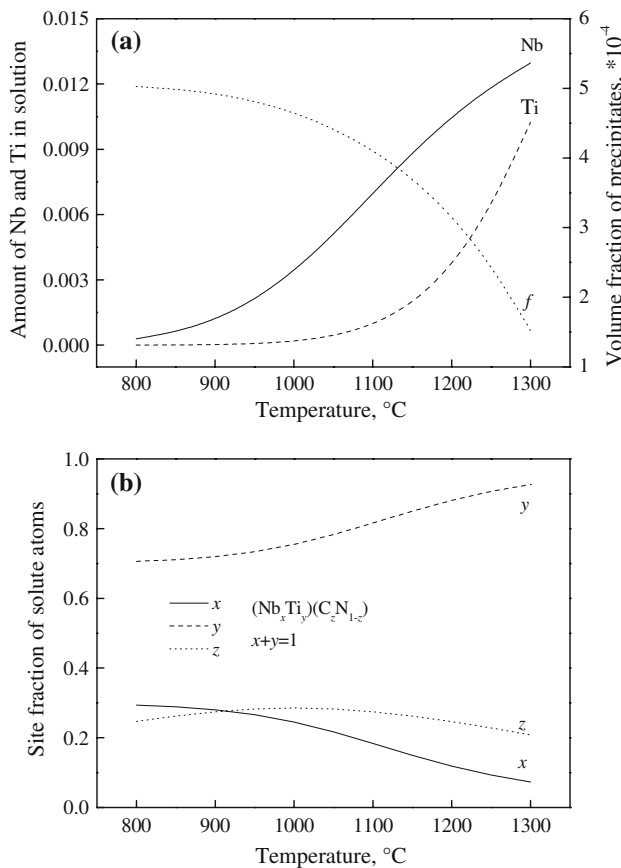 (a)
Nb
Ti
f
0.015
0.012
0.009
0.006
0.003
0.000
6
5
4
3
2
1
Amount of Nb and Ti in solution
Volume fraction of precipitates, *10⁻⁴
800 900 1000 1100 1200 1300
Temperature, °C
(b)
1.0
0.8
0.6
0.4
0.2
0.0
Site fraction of solute atoms
y
x (NbₓTiᵧ)(C_zN₁₋z)
y x+y=1
z
z
x
800 900 1000 1100 1200 1300
Temperature, °C